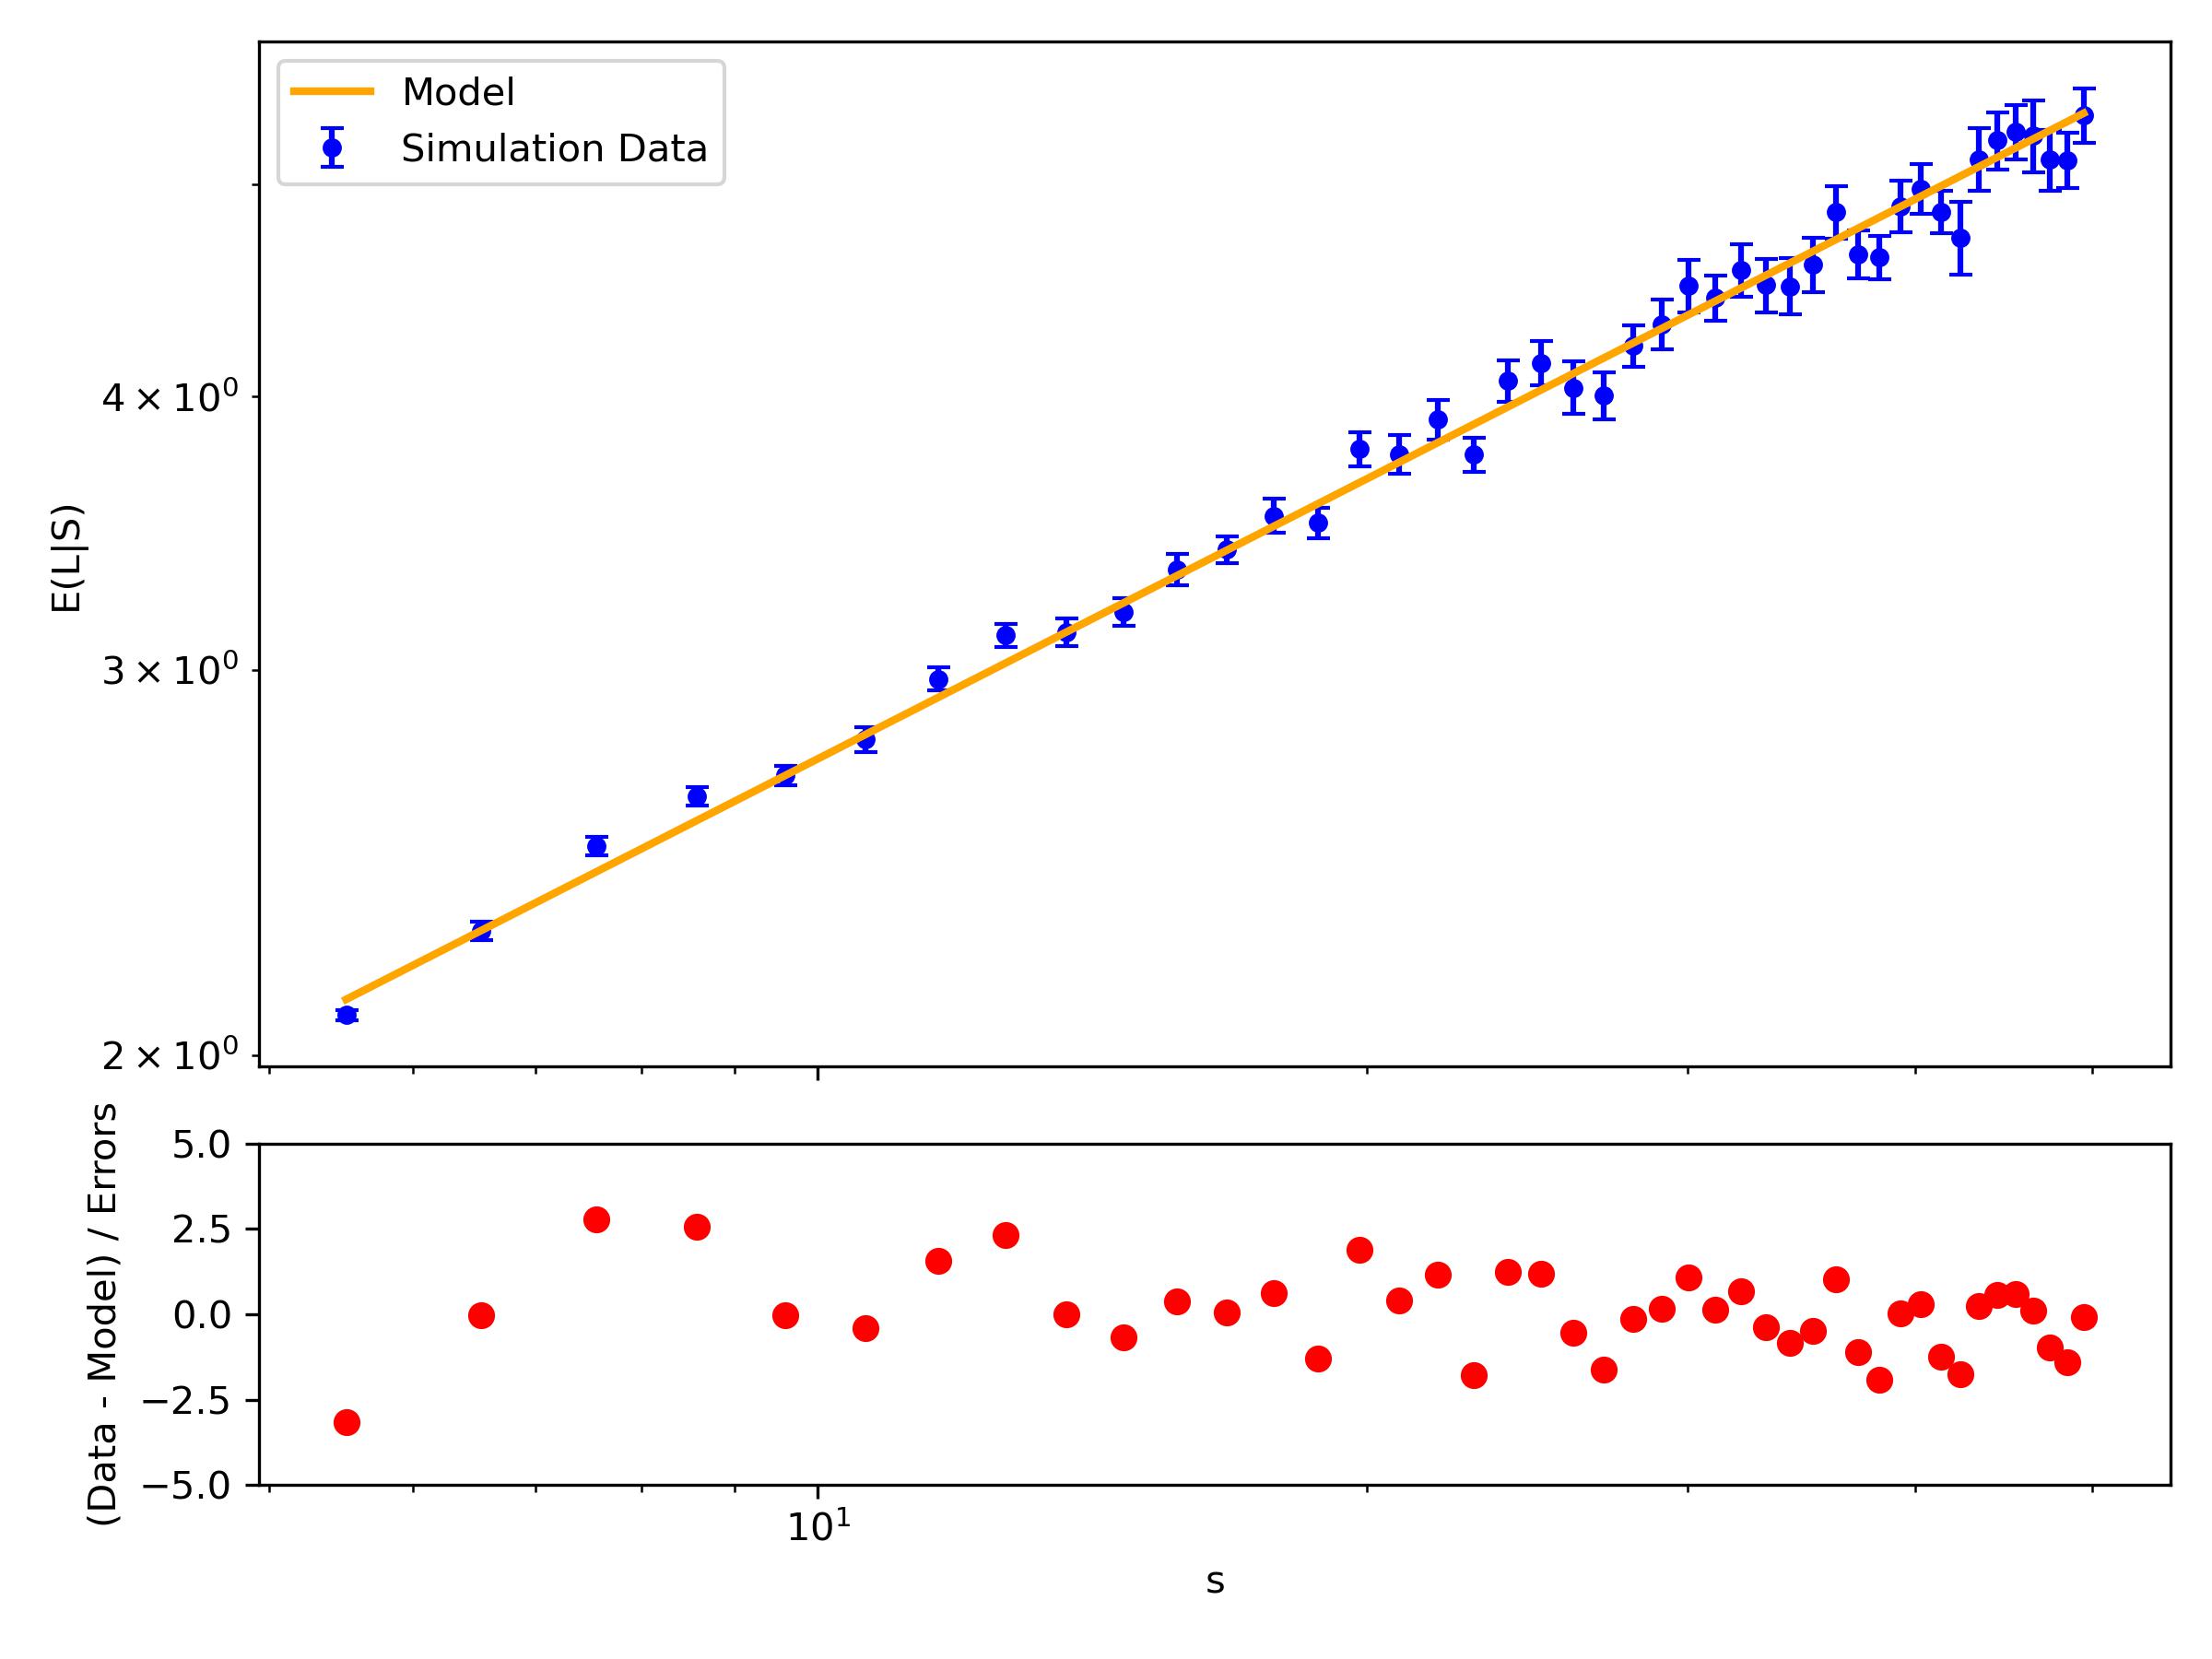 Model
Simulation Data
E(L|S)
4 × 10⁰
3 × 10⁰
2 × 10⁰
(Data - Model) / Errors
5.0
2.5
0.0
−2.5
−5.0
10¹
s